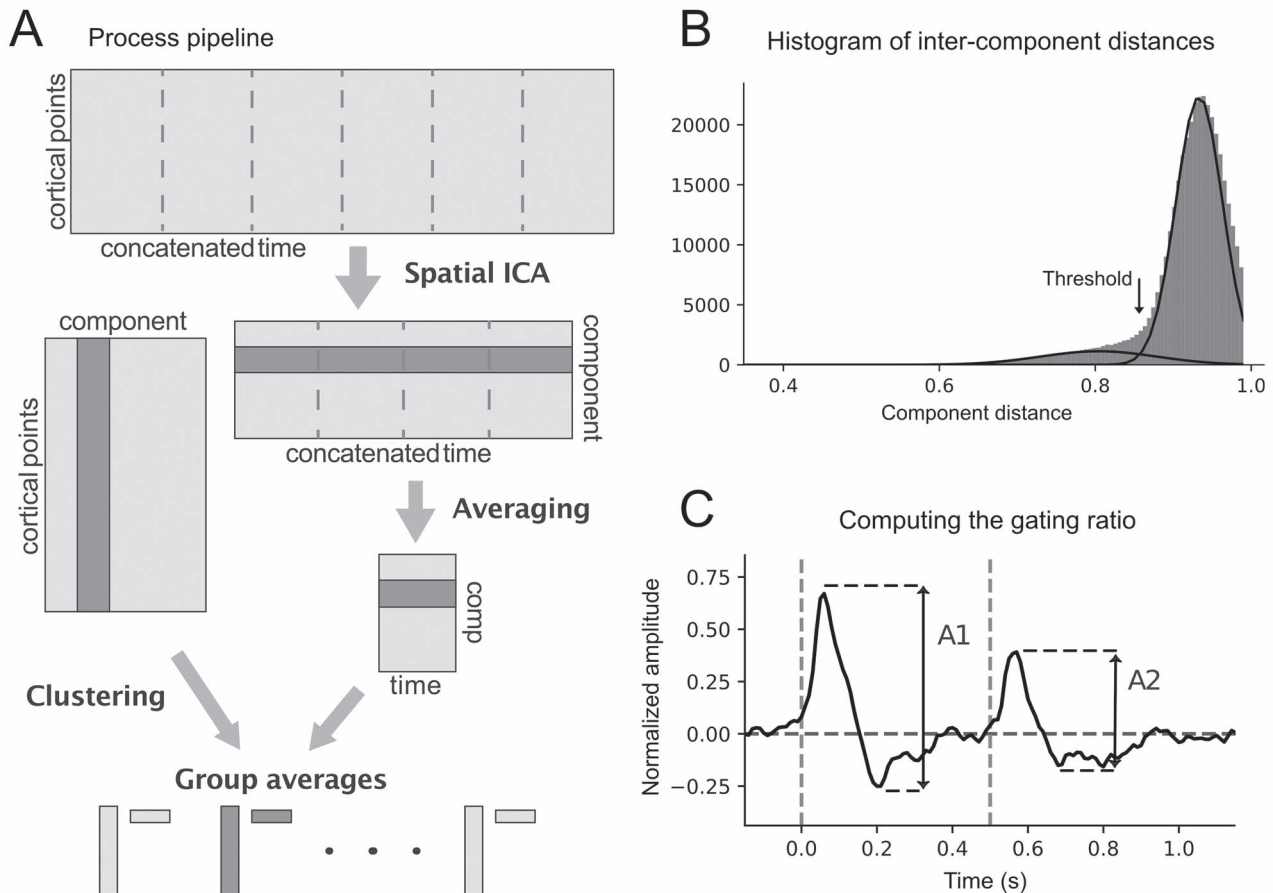 A
Process pipeline
cortical points
concatenated time
Spatial ICA
component
cortical points
component
concatenated time
Averaging
comp
time
Clustering
Group averages
B
Histogram of inter-component distances
20000
15000
10000
5000
0
Threshold
0.4 0.6 0.8 1.0
Component distance
C
Computing the gating ratio
Normalized amplitude
0.75
0.50
0.25
0.00
−0.25
A1
A2
0.0 0.2 0.4 0.6 0.8 1.0
Time (s)